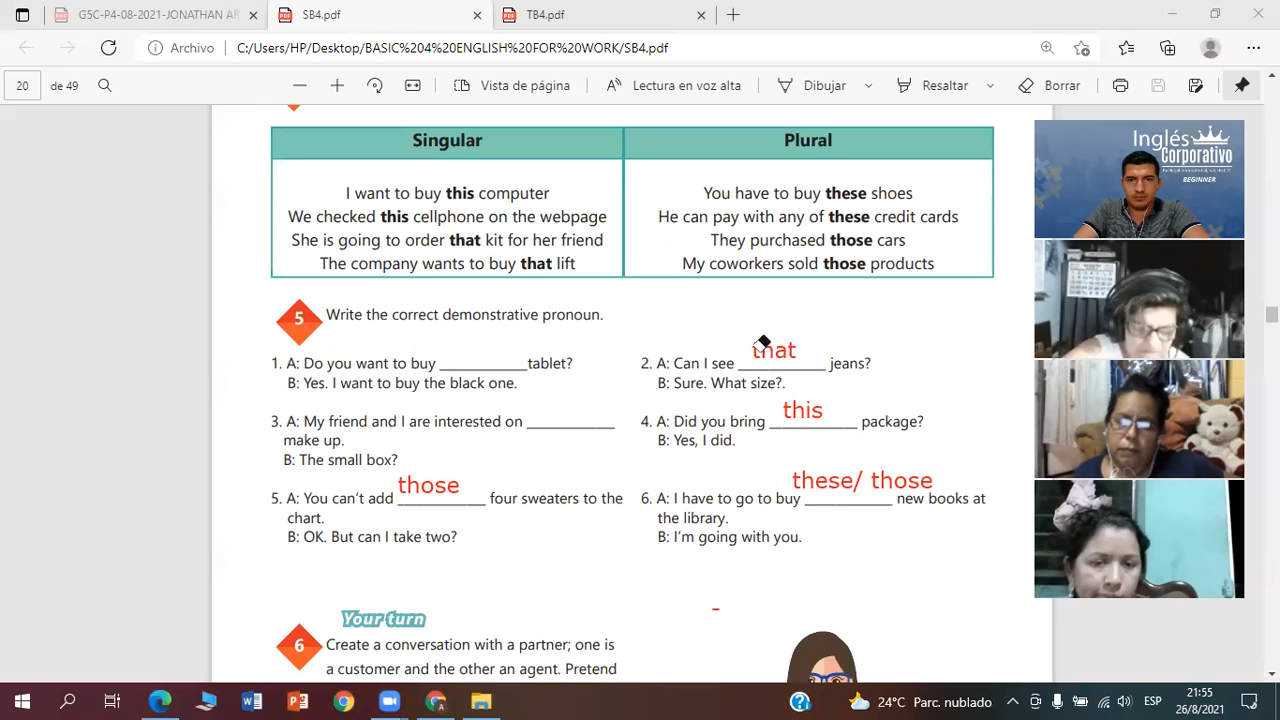 G5C-P4-08-2021-JONATHAN AR
SB4.pdf
TB4.pdf
Archivo
C:/Users/HP/Desktop/BASIC%204%20ENGLISH%20FOR%20WORK/SB4.pdf
20 de 49
Vista de página
Lectura en voz alta
Dibujar
Resaltar
Borrar
Singular
I want to buy this computer
We checked this cellphone on the webpage
She is going to order that kit for her friend
The company wants to buy that lift
Plural
You have to buy these shoes
He can pay with any of these credit cards
They purchased those cars
My coworkers sold those products
5 Write the correct demonstrative pronoun.
1. A: Do you want to buy ____________tablet?
B: Yes. I want to buy the black one.
that
2. A: Can I see ____________ jeans?
B: Sure. What size?.
3. A: My friend and I are interested on ____________
make up.
B: The small box?
this
4. A: Did you bring ____________ package?
B: Yes, I did.
those
5. A: You can't add ____________ four sweaters to the
chart.
B: OK. But can I take two?
these/ those
6. A: I have to go to buy ____________ new books at
the library.
B: I'm going with you.
Your turn
6 Create a conversation with a partner; one is
a customer and the other an agent. Pretend
Inglés
Corporativo
BEGINNER
24°C Parc. nublado
ESP
21:55
26/8/2021